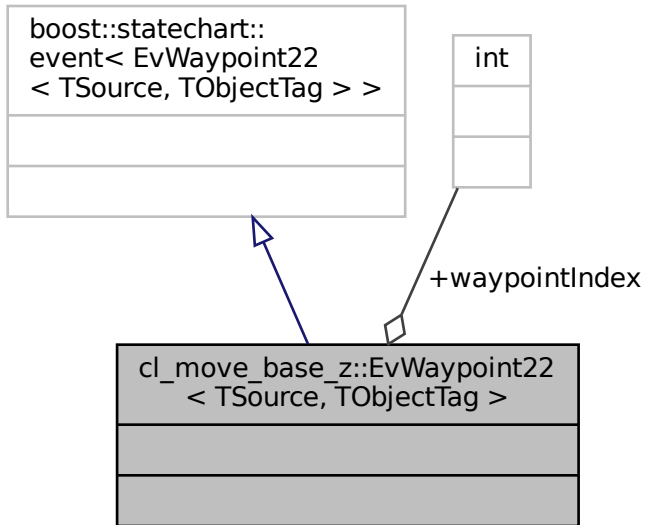 boost::statechart::
event< EvWaypoint22
< TSource, TObjectTag > >
int
+waypointIndex
cl_move_base_z::EvWaypoint22
< TSource, TObjectTag >